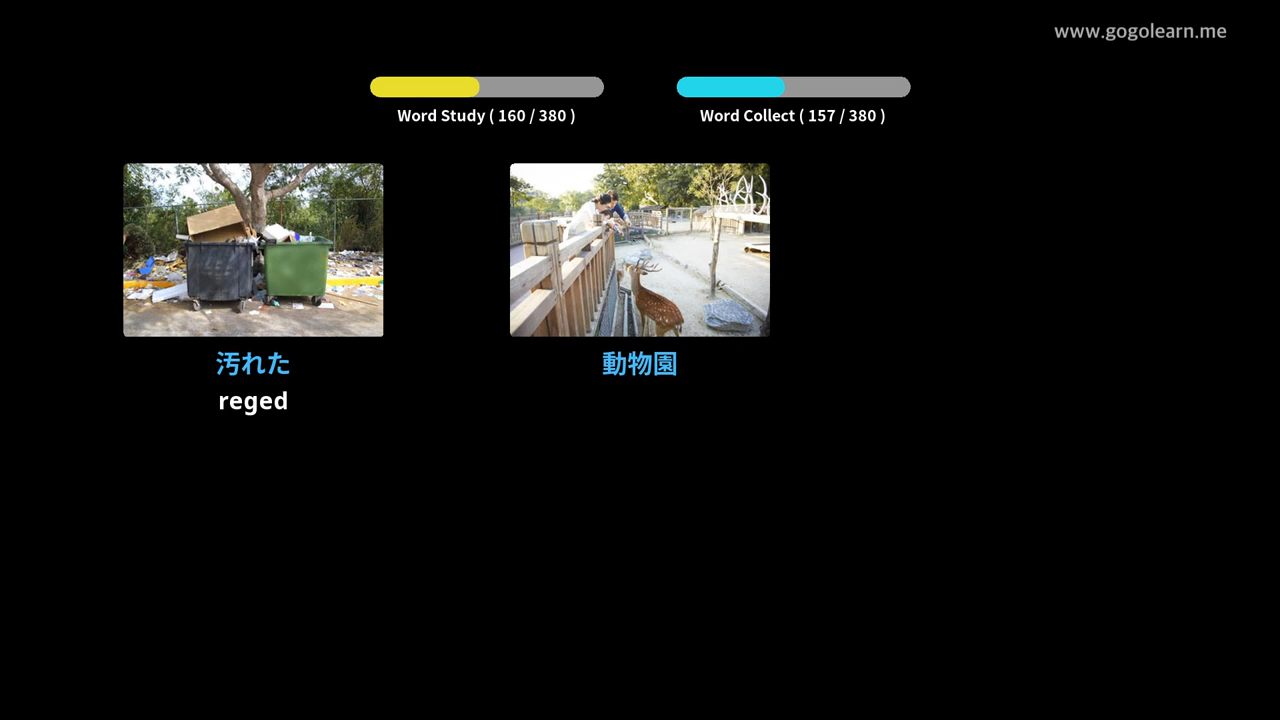 www.gogolearn.me
Word Study ( 160 / 380 )
Word Collect ( 157 / 380 )
汚れた
reged
動物園